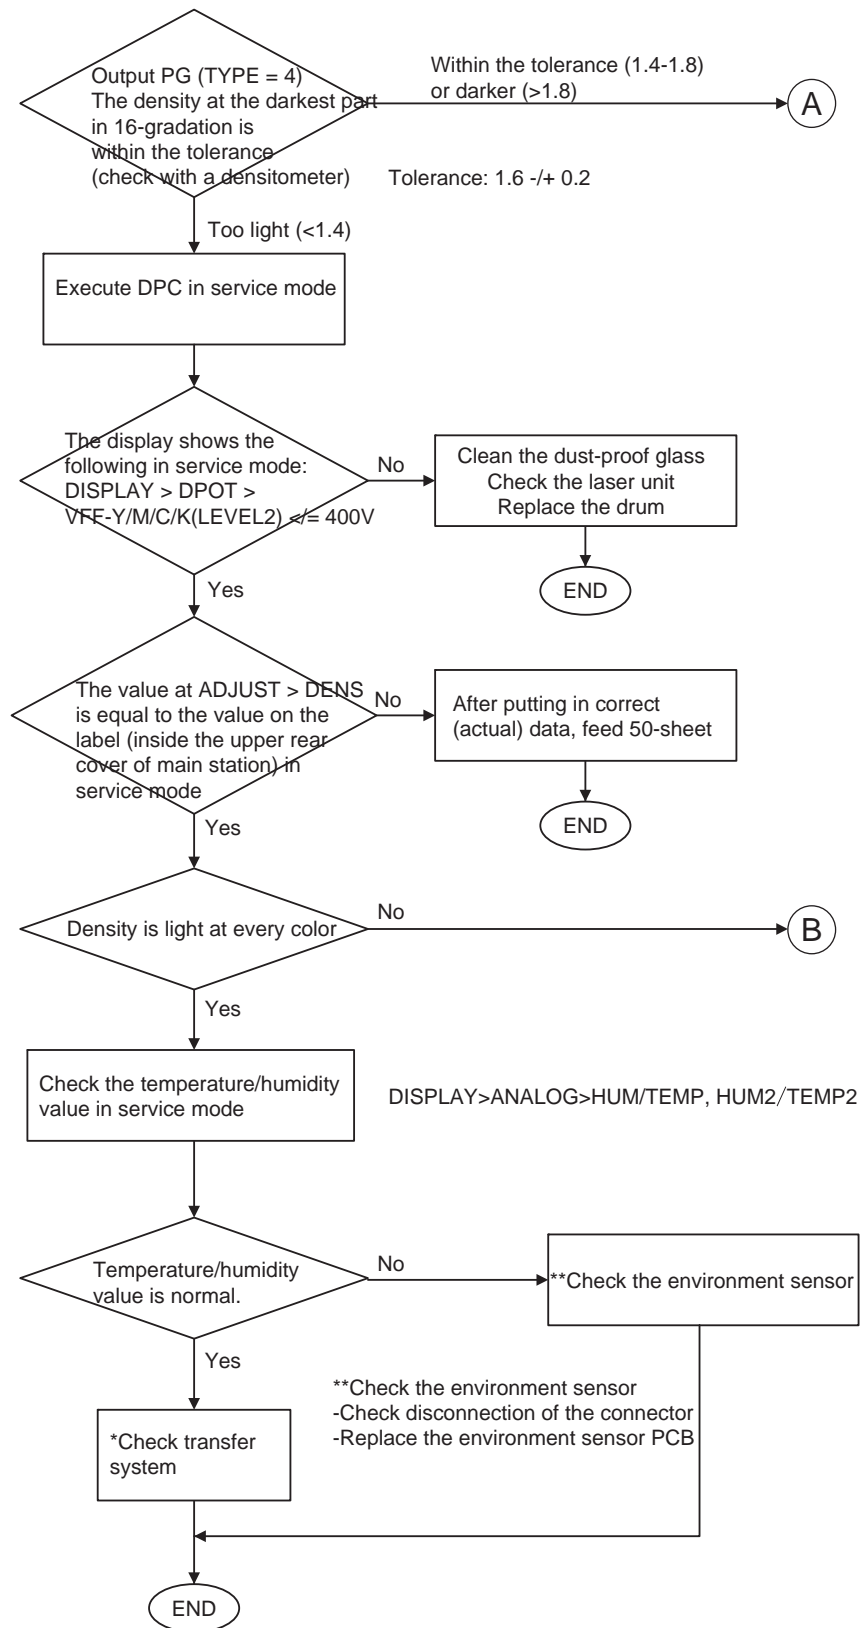 Output PG (TYPE = 4)
The density at the darkest part
in 16-gradation is
within the tolerance
(check with a densitometer)
Within the tolerance (1.4-1.8)
or darker (>1.8)
A
Tolerance: 1.6 -/+ 0.2
Too light (<1.4)
Execute DPC in service mode
The display shows the
following in service mode:
DISPLAY > DPOT >
VFF-Y/M/C/K(LEVEL2) </= 400V
No
Clean the dust-proof glass
Check the laser unit
Replace the drum
END
Yes
The value at ADJUST > DENS
is equal to the value on the
label (inside the upper rear
cover of main station) in
service mode
No
After putting in correct
(actual) data, feed 50-sheet
END
Yes
Density is light at every color
No
B
Yes
Check the temperature/humidity
value in service mode
DISPLAY>ANALOG>HUM/TEMP, HUM2/TEMP2
Temperature/humidity
value is normal.
No
**Check the environment sensor
Yes
**Check the environment sensor
-Check disconnection of the connector
-Replace the environment sensor PCB
*Check transfer
system
END